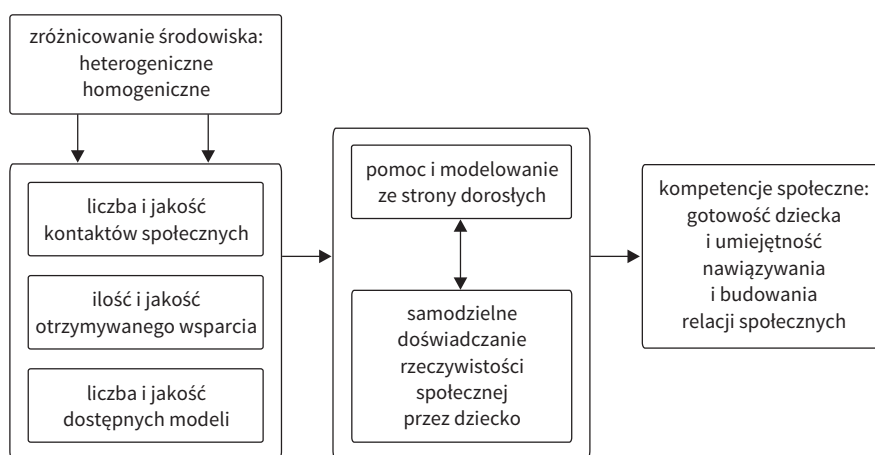 zróżnicowanie środowiska:
heterogeniczne
homogeniczne
liczba i jakość
kontaktów społecznych
ilość i jakość
otrzymywanego wsparcia
liczba i jakość
dostępnych modeli
pomoc i modelowanie
ze strony dorosłych
samodzielne
doświadczanie
rzeczywistości
społecznej
przez dziecko
kompetencje społeczne:
gotowość dziecka
i umiejętność
nawiązywania
i budowania
relacji społecznych